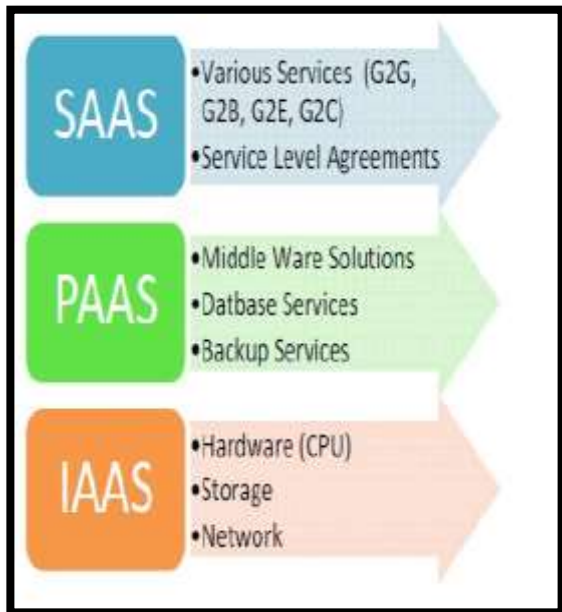 SAAS
•Various Services (G2G,
G2B, G2E, G2C)
•Service Level Agreements
PAAS
•Middle Ware Solutions
•Datbase Services
•Backup Services
IAAS
•Hardware (CPU)
•Storage
•Network